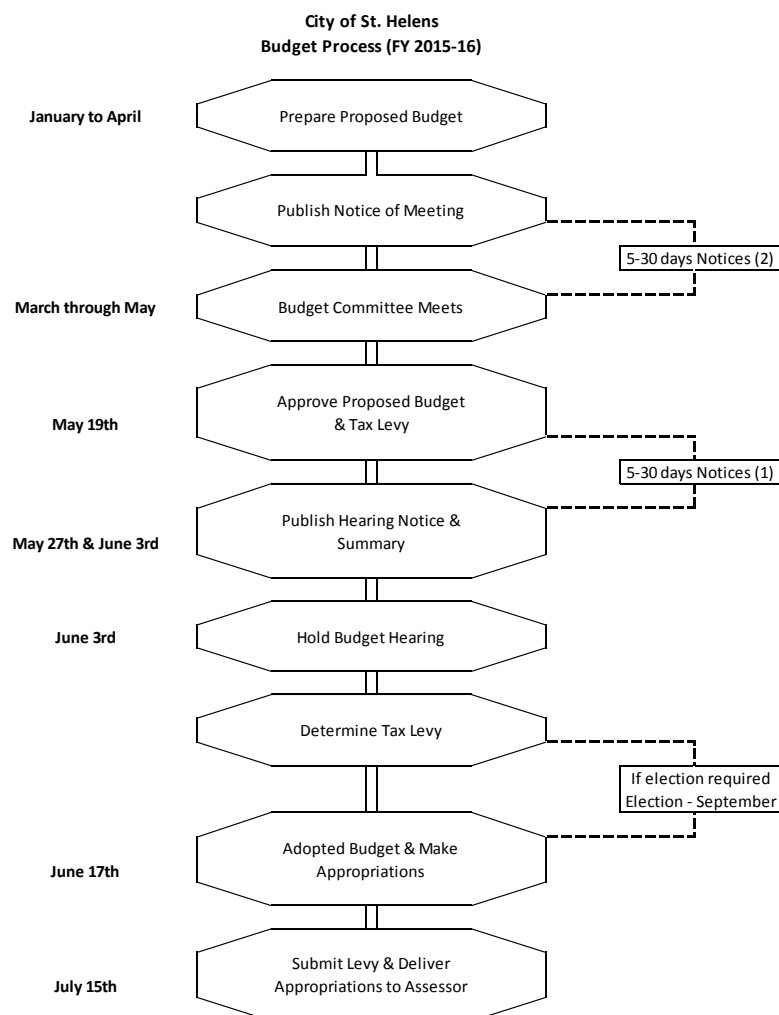 City of St. Helens
Budget Process (FY 2015-16)
January to April
Prepare Proposed Budget
Publish Notice of Meeting
5-30 days Notices (2)
March through May
Budget Committee Meets
Approve Proposed Budget
& Tax Levy
May 19th
5-30 days Notices (1)
Publish Hearing Notice &
Summary
May 27th & June 3rd
June 3rd
Hold Budget Hearing
Determine Tax Levy
If election required
Election - September
Adopted Budget & Make
Appropriations
June 17th
Submit Levy & Deliver
Appropriations to Assessor
July 15th